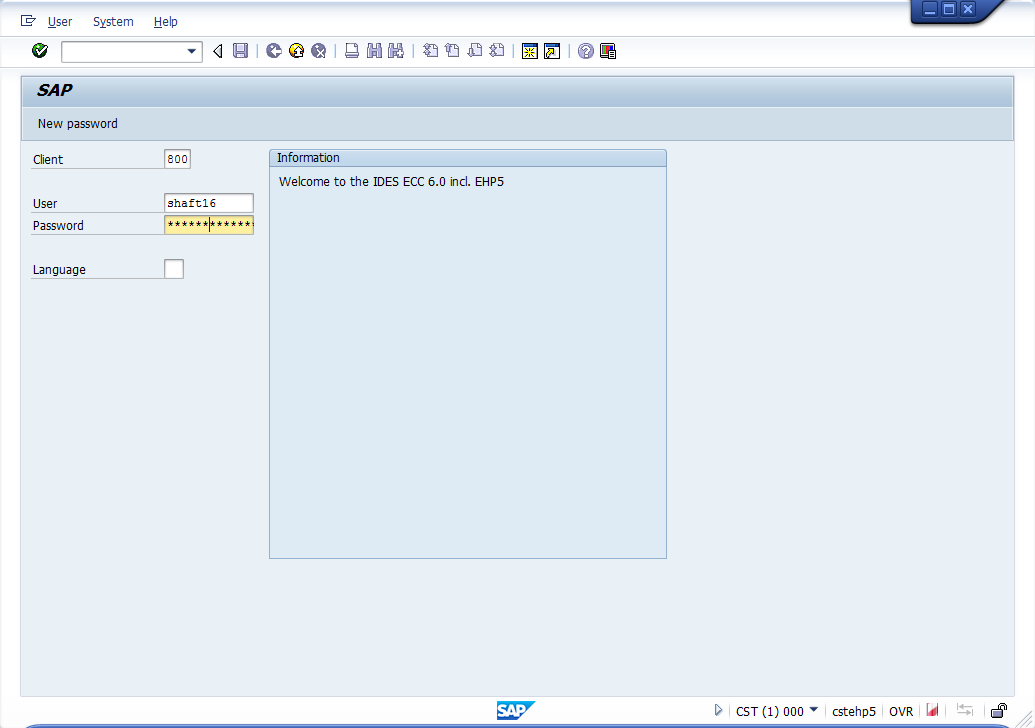 User System Help
SAP
New password
Client 800
Information
Welcome to the IDES ECC 6.0 incl. EHP5
User shaft16
Password *************
Language
SAP CST (1) 000 cstehp5 OVR